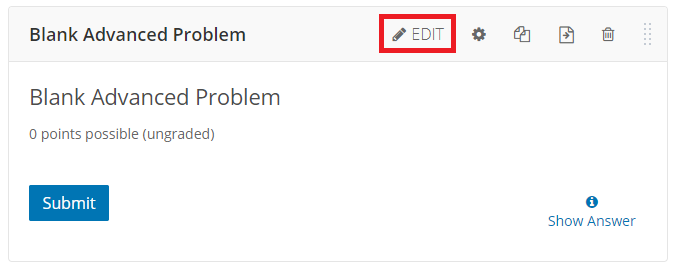 Blank Advanced Problem
EDIT
Blank Advanced Problem
0 points possible (ungraded)
Submit
Show Answer